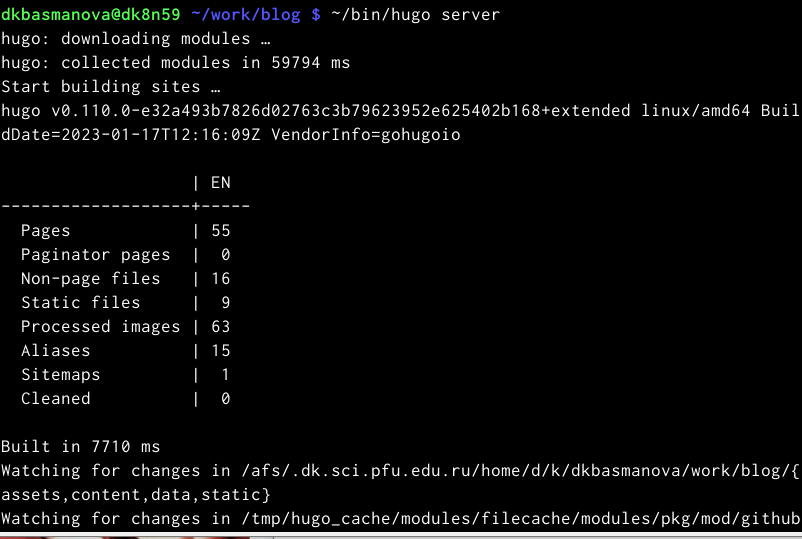 dkbasmanova@dk8n59 ~/work/blog $ ~/bin/hugo server
hugo: downloading modules …
hugo: collected modules in 59794 ms
Start building sites …
hugo v0.110.0-e32a493b7826d02763c3b79623952e625402b168+extended linux/amd64 Buil
dDate=2023-01-17T12:16:09Z VendorInfo=gohugoio
                   | EN
-------------------+-----
  Pages            | 55
  Paginator pages  |  0
  Non-page files   | 16
  Static files     |  9
  Processed images | 63
  Aliases          | 15
  Sitemaps         |  1
  Cleaned          |  0
Built in 7710 ms
Watching for changes in /afs/.dk.sci.pfu.edu.ru/home/d/k/dkbasmanova/work/blog/{
assets,content,data,static}
Watching for changes in /tmp/hugo_cache/modules/filecache/modules/pkg/mod/github